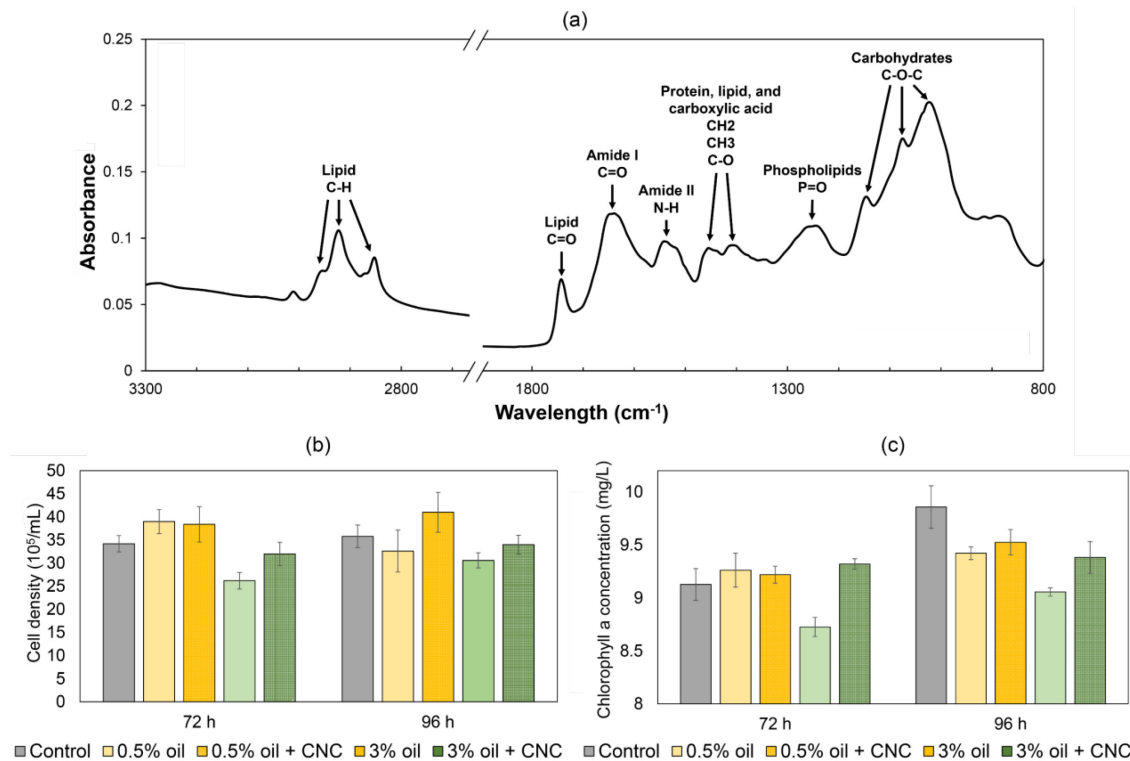 (a)
0.25
0.2
0.15
0.1
0.05
0
Absorbance
Lipid
C-H
Lipid
C=O
Amide I
C=O
Amide II
N-H
Protein, lipid, and
carboxylic acid
CH2
CH3
C-O
Phospholipids
P=O
Carbohydrates
C-O-C
3300 2800 1800 1300 800
Wavelength (cm⁻¹)
(b)
Cell density (10⁵/mL)
50
45
40
35
30
25
20
15
10
5
0
72 h 96 h
Control 0.5% oil 0.5% oil + CNC 3% oil 3% oil + CNC
(c)
Chlorophyll a concentration (mg/L)
10
9.5
9
8.5
8
72 h 96 h
Control 0.5% oil 0.5% oil + CNC 3% oil 3% oil + CNC